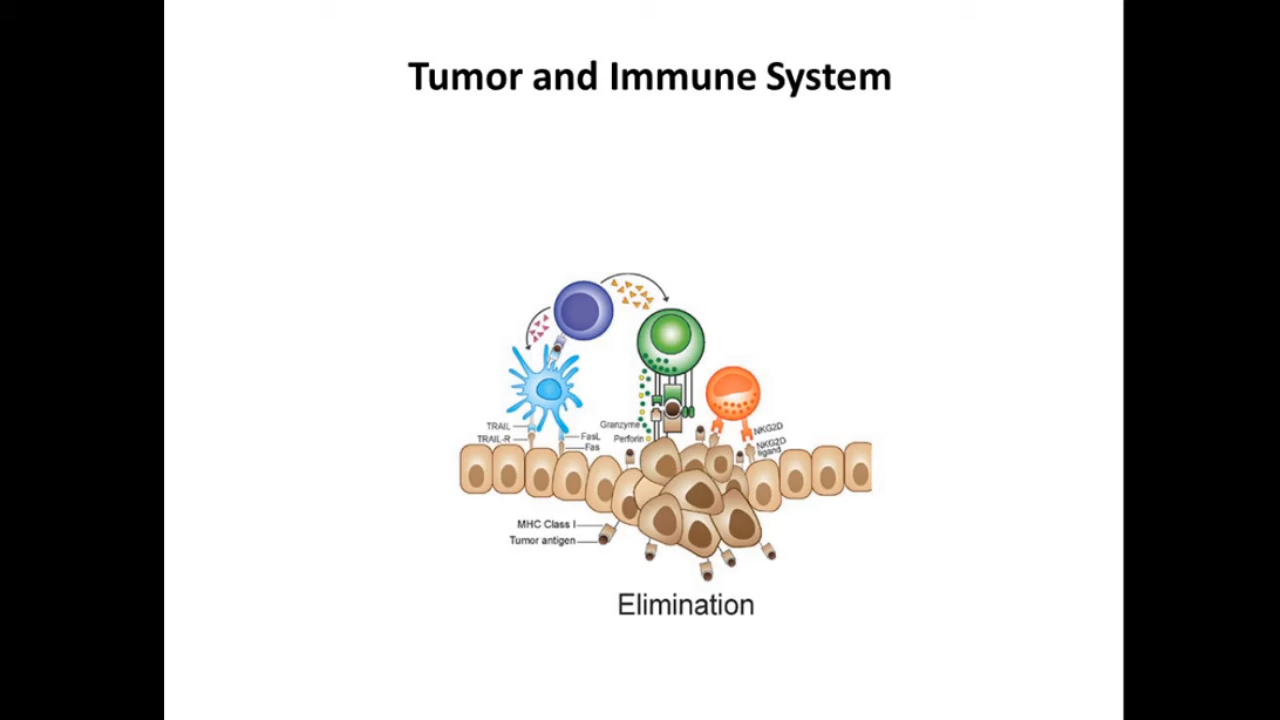 Tumor and Immune System
TRAIL
TRAIL-R
FasL
Fas
Granzyme
Perforin
NKG2D
NKG2D
ligand
MHC Class I
Tumor antigen
Elimination